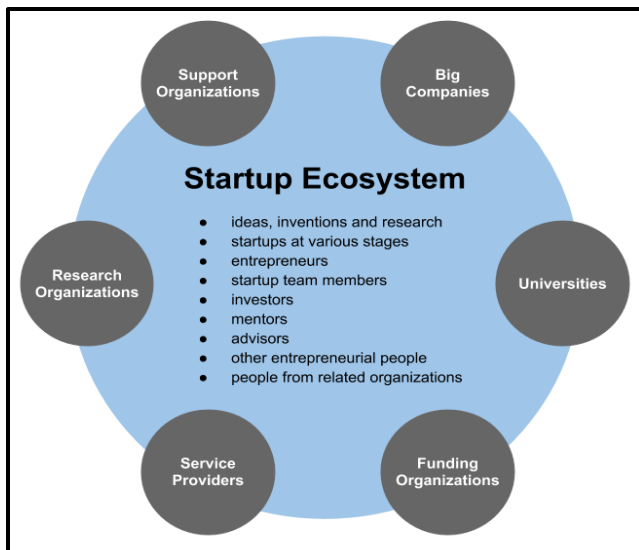 Support
Organizations
Big
Companies
Startup Ecosystem
● ideas, inventions and research
● startups at various stages
● entrepreneurs
● startup team members
● investors
● mentors
● advisors
● other entrepreneurial people
● people from related organizations
Research
Organizations
Universities
Service
Providers
Funding
Organizations